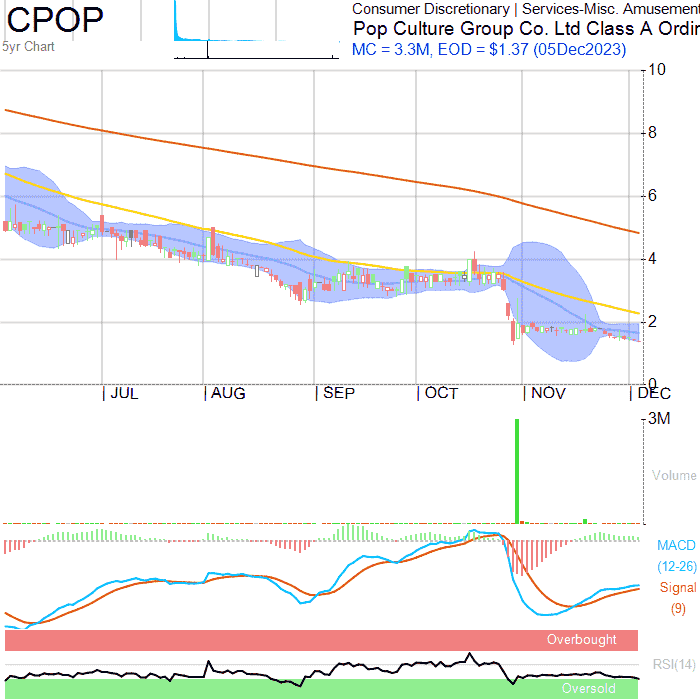 CPOP
5yr Chart
Consumer Discretionary | Services-Misc. Amusement
Pop Culture Group Co. Ltd Class A Ordin
MC = 3.3M, EOD = $1.37 (05Dec2023)
10
8
6
4
2
0
JUL AUG SEP OCT NOV DEC
3M
Volume
MACD
(12-26)
Signal
(9)
Overbought
RSI(14)
Oversold